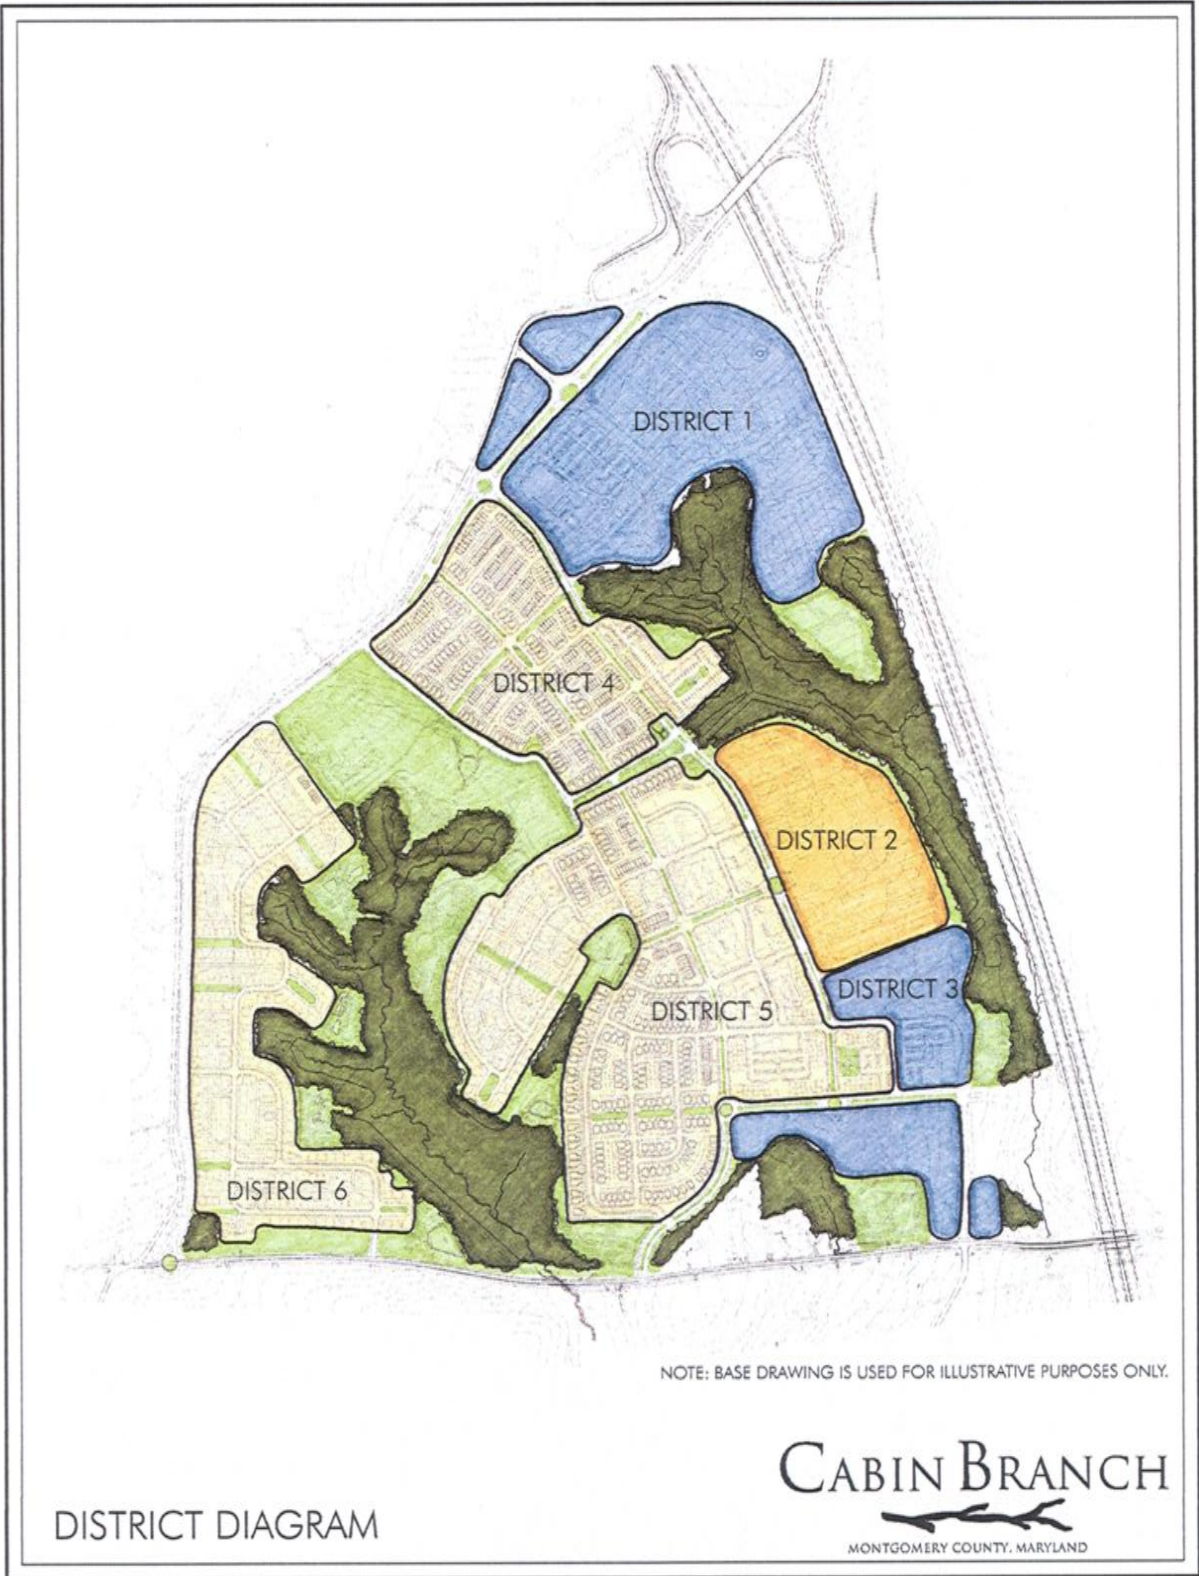 DISTRICT 1
DISTRICT 4
DISTRICT 2
DISTRICT 3
DISTRICT 5
DISTRICT 6
NOTE: BASE DRAWING IS USED FOR ILLUSTRATIVE PURPOSES ONLY.
CABIN BRANCH
DISTRICT DIAGRAM
MONTGOMERY COUNTY, MARYLAND